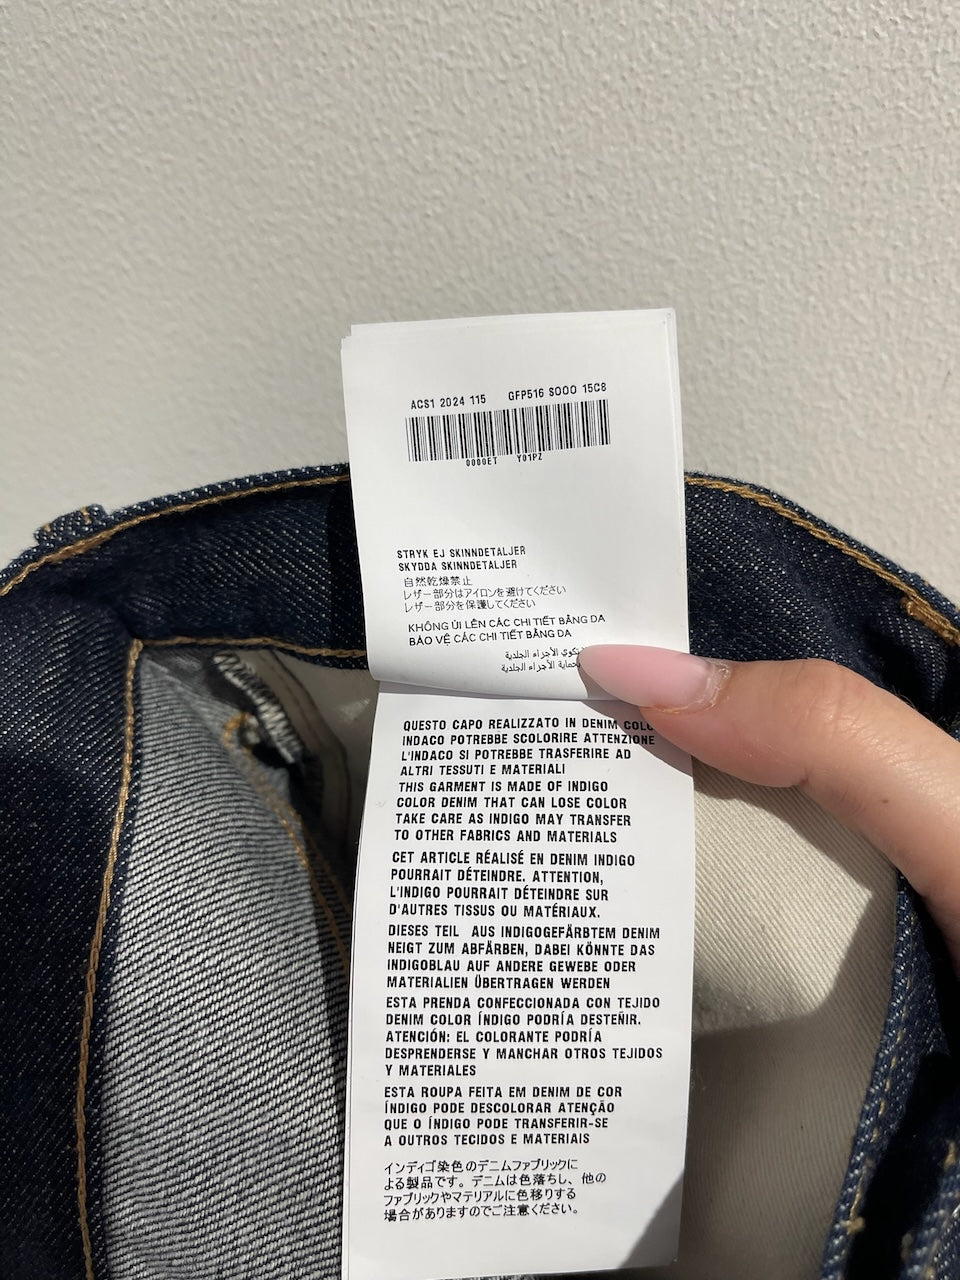 ACS1 2024 115 GFP516 SOOO 15C8
0000ET Y01PZ
STRYK EJ SKINNDETALJER
SKYDDA SKINNDETALJER
自然乾燥禁止
レザー部分はアイロンを避けてください
レザー部分を保護してください
KHÔNG ỦI LÊN CÁC CHI TIẾT BẰNG DA
BẢO VỆ CÁC CHI TIẾT BẰNG DA
الأجراء الجلدية
الأجراء الجلدية
QUESTO CAPO REALIZZATO IN DENIM
INDACO POTREBBE SCOLORIRE ATTENZIONE
L'INDACO SI POTREBBE TRASFERIRE AD
ALTRI TESSUTI E MATERIALI
THIS GARMENT IS MADE OF INDIGO
COLOR DENIM THAT CAN LOSE COLOR
TAKE CARE AS INDIGO MAY TRANSFER
TO OTHER FABRICS AND MATERIALS
CET ARTICLE RÉALISÉ EN DENIM INDIGO
POURRAIT DÉTEINDRE. ATTENTION,
L'INDIGO POURRAIT DÉTEINDRE SUR
D'AUTRES TISSUS OU MATÉRIAUX.
DIESES TEIL AUS INDIGOGEFÄRBTEM DENIM
NEIGT ZUM ABFÄRBEN, DABEI KÖNNTE DAS
INDIGOBLAU AUF ANDERE GEWEBE ODER
MATERIALIEN ÜBERTRAGEN WERDEN
ESTA PRENDA CONFECCIONADA CON TEJIDO
DENIM COLOR ÍNDIGO PODRÍA DESTEÑIR.
ATENCIÓN: EL COLORANTE PODRÍA
DESPRENDERSE Y MANCHAR OTROS TEJIDOS
Y MATERIALES
ESTA ROUPA FEITA EM DENIM DE COR
ÍNDIGO PODE DESCOLORAR ATENÇÃO
QUE O ÍNDIGO PODE TRANSFERIR-SE
A OUTROS TECIDOS E MATERIAIS
インディゴ染色のデニムファブリックに
よる製品です。デニムは色落ちし、他の
ファブリックやマテリアルに色移りする
場合がありますのでご注意ください。